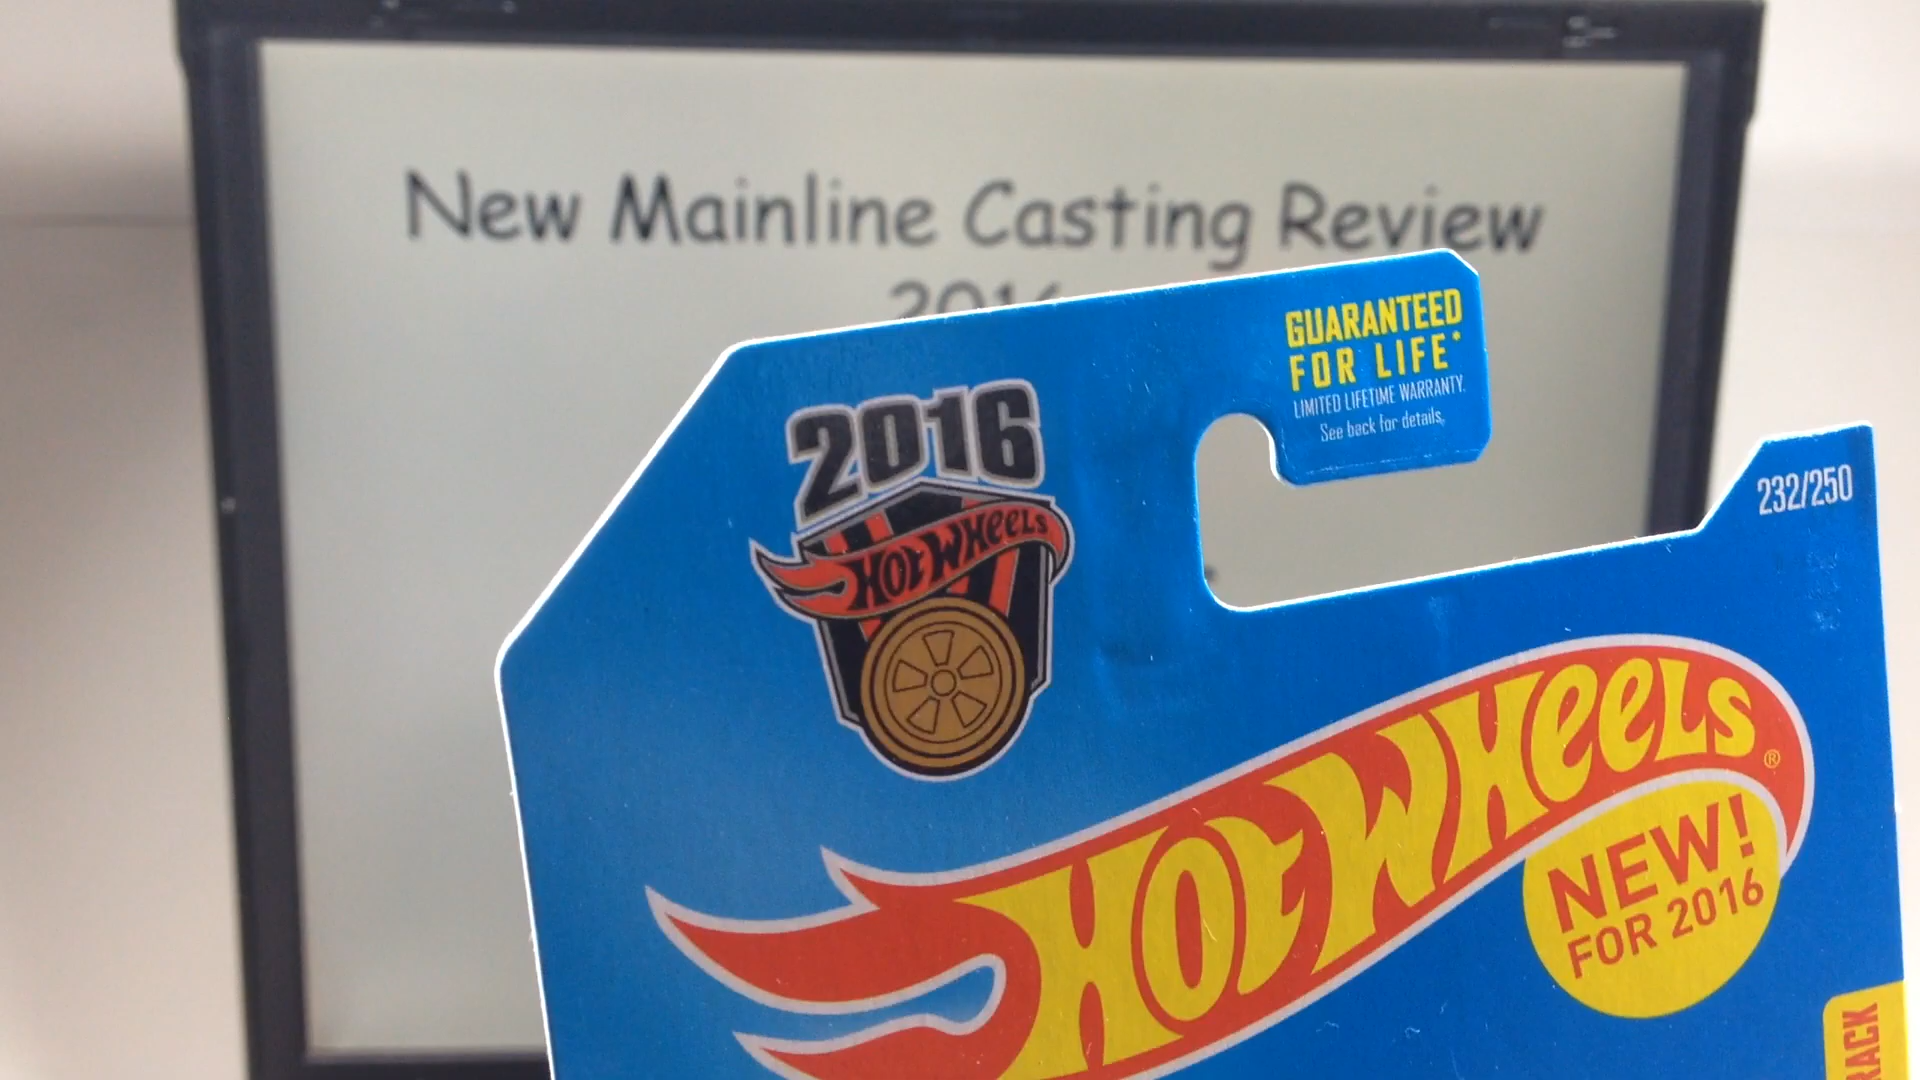 New Mainline Casting Review
2016
GUARANTEED
FOR LIFE*
LIMITED LIFETIME WARRANTY.
See back for details.
2016
HOT WHEELS
232/250
HOT WHEELS®
NEW!
FOR 2016